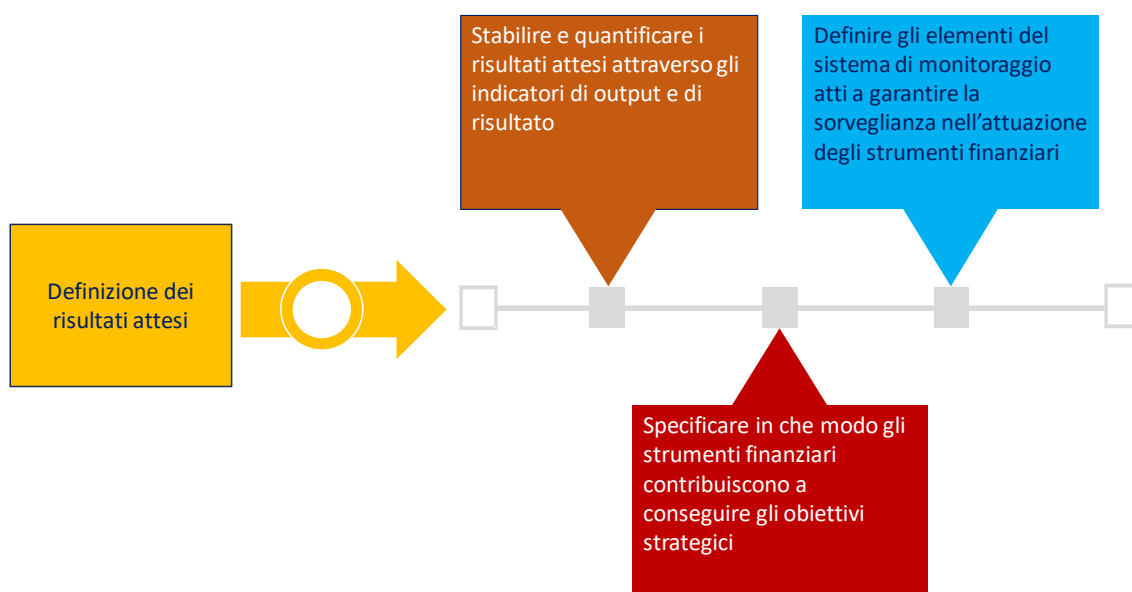 Stabilire e quantificare i
risultati attesi attraverso gli
indicatori di output e di
risultato
Definire gli elementi del
sistema di monitoraggio
atti a garantire la
sorveglianza nell’attuazione
degli strumenti finanziari
Definizione dei
risultati attesi
Specificare in che modo gli
strumenti finanziari
contribuiscono a
conseguire gli obiettivi
strategici